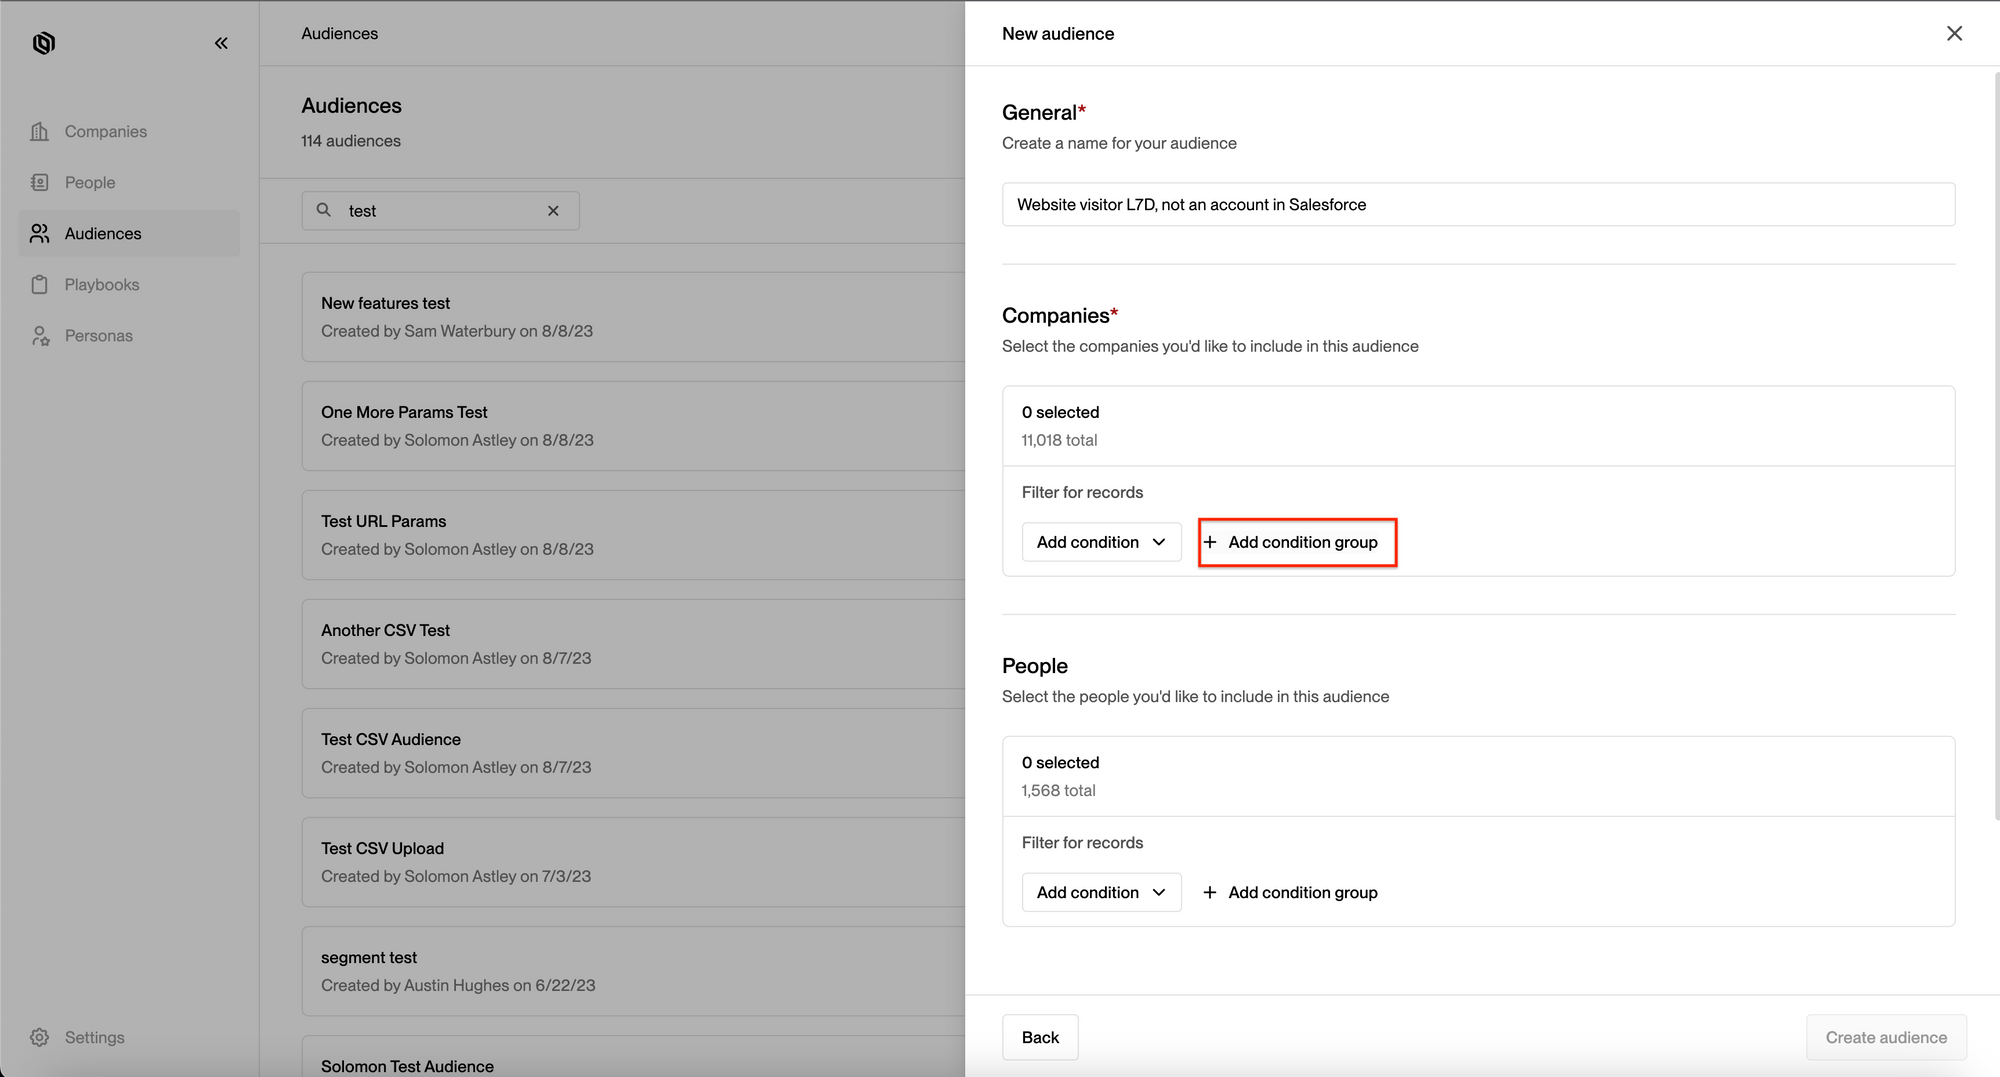 Companies
People
Audiences
Playbooks
Personas
Settings
Audiences
Audiences
114 audiences
test
New features test
Created by Sam Waterbury on 8/8/23
One More Params Test
Created by Solomon Astley on 8/8/23
Test URL Params
Created by Solomon Astley on 8/8/23
Another CSV Test
Created by Solomon Astley on 8/7/23
Test CSV Audience
Created by Solomon Astley on 8/7/23
Test CSV Upload
Created by Solomon Astley on 7/3/23
segment test
Created by Austin Hughes on 6/22/23
Solomon Test Audience
New audience
General*
Create a name for your audience
Website visitor L7D, not an account in Salesforce
Companies*
Select the companies you'd like to include in this audience
0 selected
11,018 total
Filter for records
Add condition + Add condition group
People
Select the people you'd like to include in this audience
0 selected
1,568 total
Filter for records
Add condition + Add condition group
Back Create audience